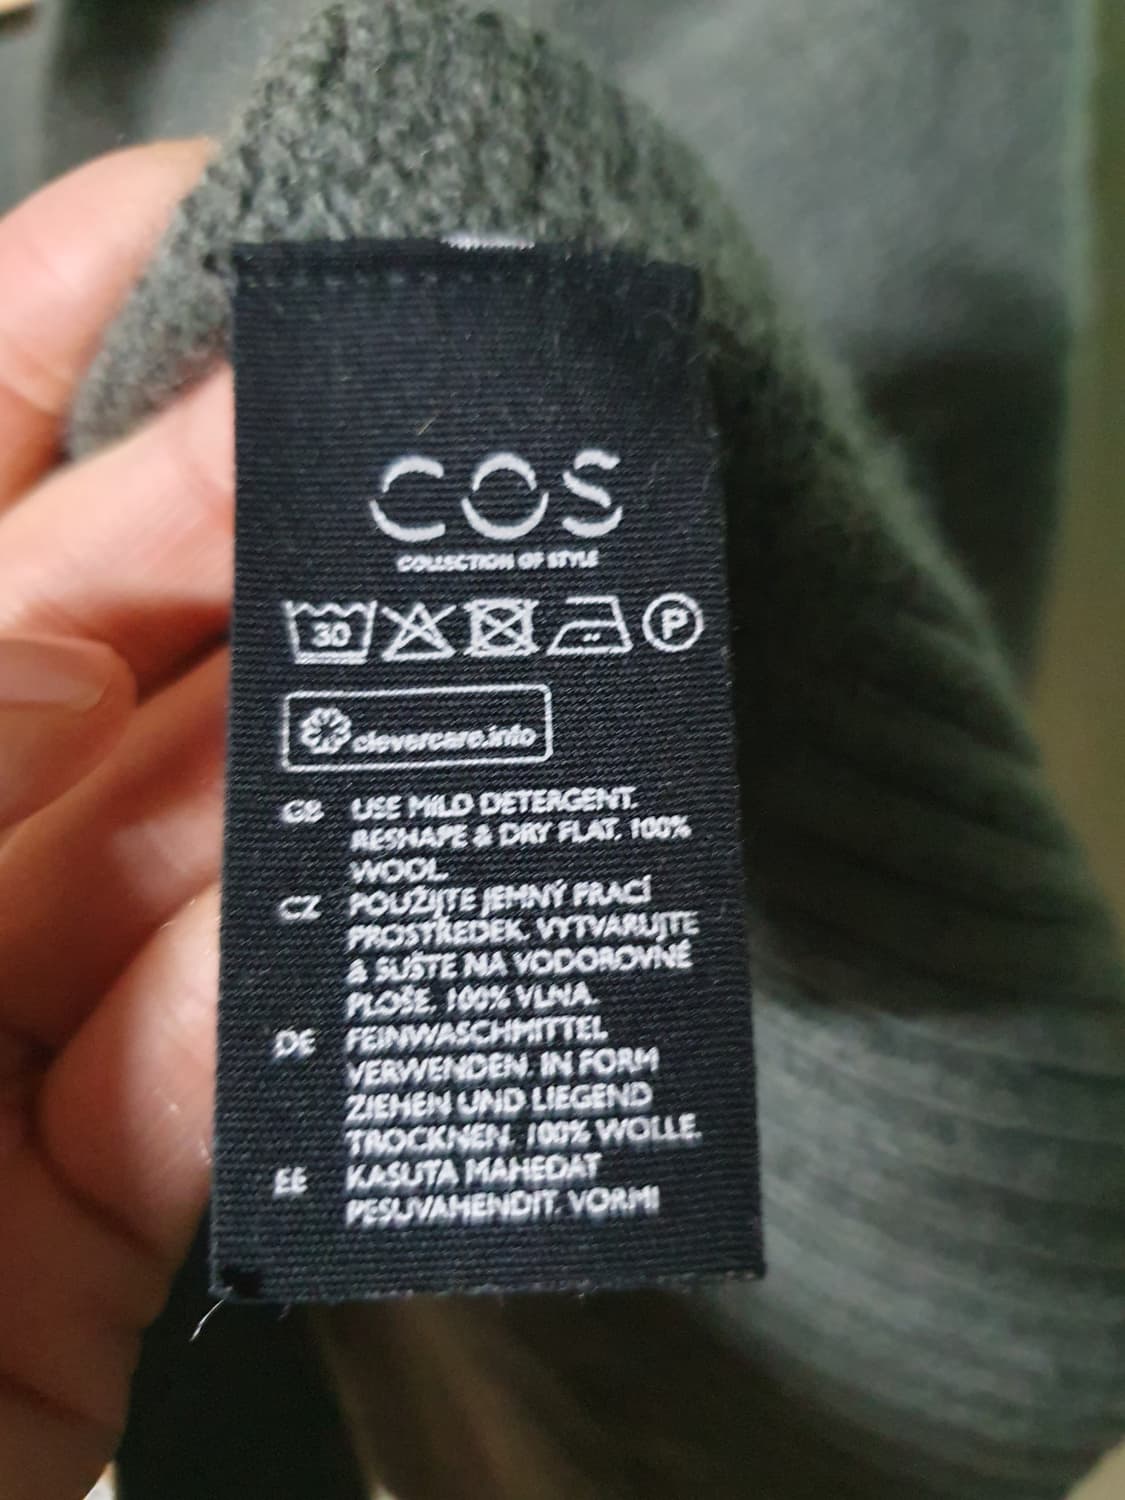 COS
COLLECTION OF STYLE
30
P
clevercare.info
GB USE MILD DETERGENT.
RESHAPE & DRY FLAT. 100%
WOOL.
CZ POUŽIJTE JEMNÝ PRACÍ
PROSTŘEDEK. VYTVARUJTE
& SUŠTE NA VODOROVNÉ
PLOŠE. 100% VLNA.
DE FEINWASCHMITTEL
VERWENDEN. IN FORM
ZIEHEN UND LIEGEND
TROCKNEN. 100% WOLLE.
EE KASUTA MAHEDAT
PESUVAHENDIT. VORMI